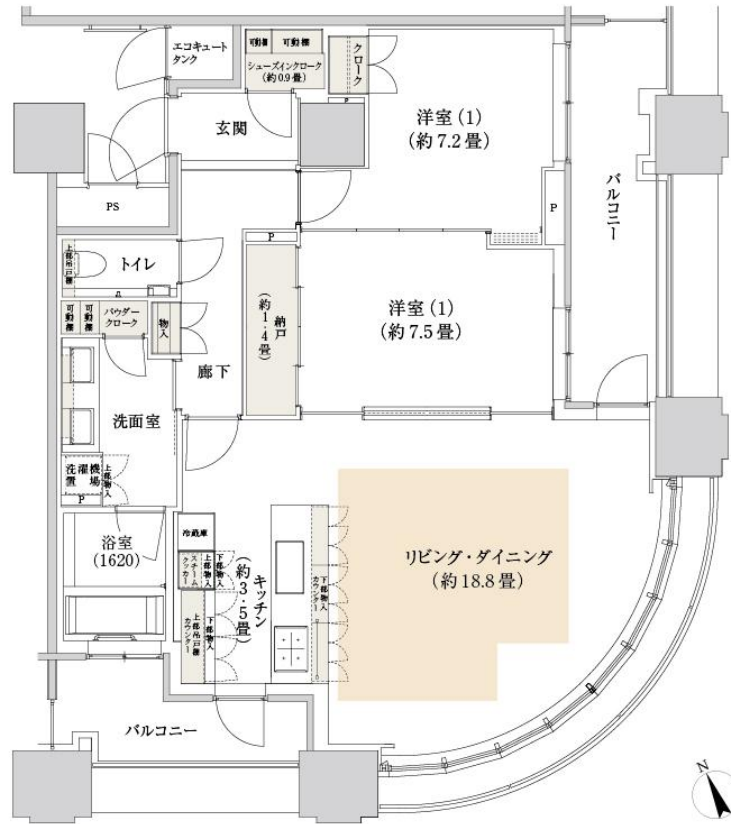 エコキュート
タンク
可動棚
可動棚
シューズインクローク
(約0.9畳)
クローク
P
玄関
洋室(1)
(約7.2畳)
バルコニー
P
PS
上部吊戸棚
トイレ
P
納戸
(約1.4畳)
洋室(1)
(約7.5畳)
可動棚
可動棚
パウダー
クローク
物入
廊下
洗面室
洗濯機
置場
上部物入
P
浴室
(1620)
冷蔵庫
スチーム
クッカー
上部物入
下部物入
キッチン
(約3.5畳)
上部吊戸棚
カウンター
下部物入
下部物入
カウンター
リビング・ダイニング
(約18.8畳)
バルコニー
N